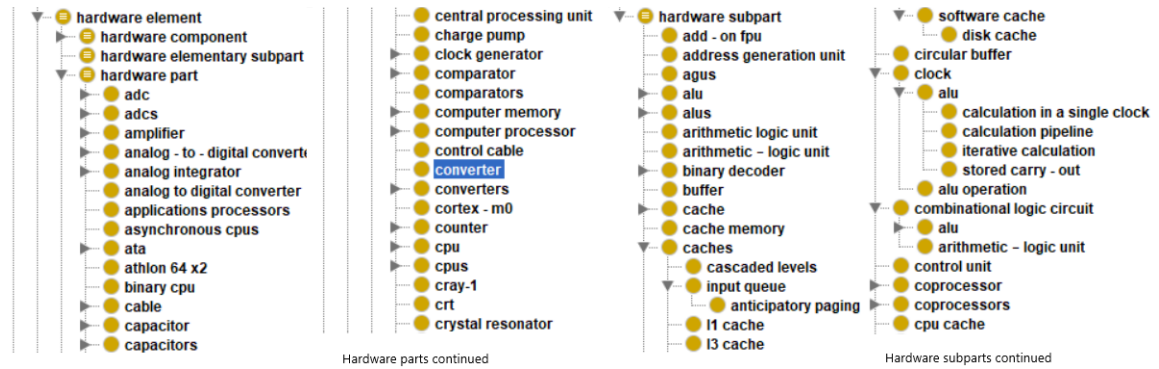 hardware element
hardware component
hardware elementary subpart
hardware part
adc
adcs
amplifier
analog - to - digital converte
analog integrator
analog to digital converter
applications processors
asynchronous cpus
ata
athlon 64 x2
binary cpu
cable
capacitor
capacitors
central processing unit
charge pump
clock generator
comparator
comparators
computer memory
computer processor
control cable
converter
converters
cortex - m0
counter
cpu
cpus
cray-1
crt
crystal resonator
Hardware parts continued
hardware subpart
add - on fpu
address generation unit
agus
alu
alus
arithmetic logic unit
arithmetic – logic unit
binary decoder
buffer
cache
cache memory
caches
cascaded levels
input queue
anticipatory paging
l1 cache
l3 cache
software cache
disk cache
circular buffer
clock
alu
calculation in a single clock
calculation pipeline
iterative calculation
stored carry - out
alu operation
combinational logic circuit
alu
arithmetic – logic unit
control unit
coprocessor
coprocessors
cpu cache
Hardware subparts continued